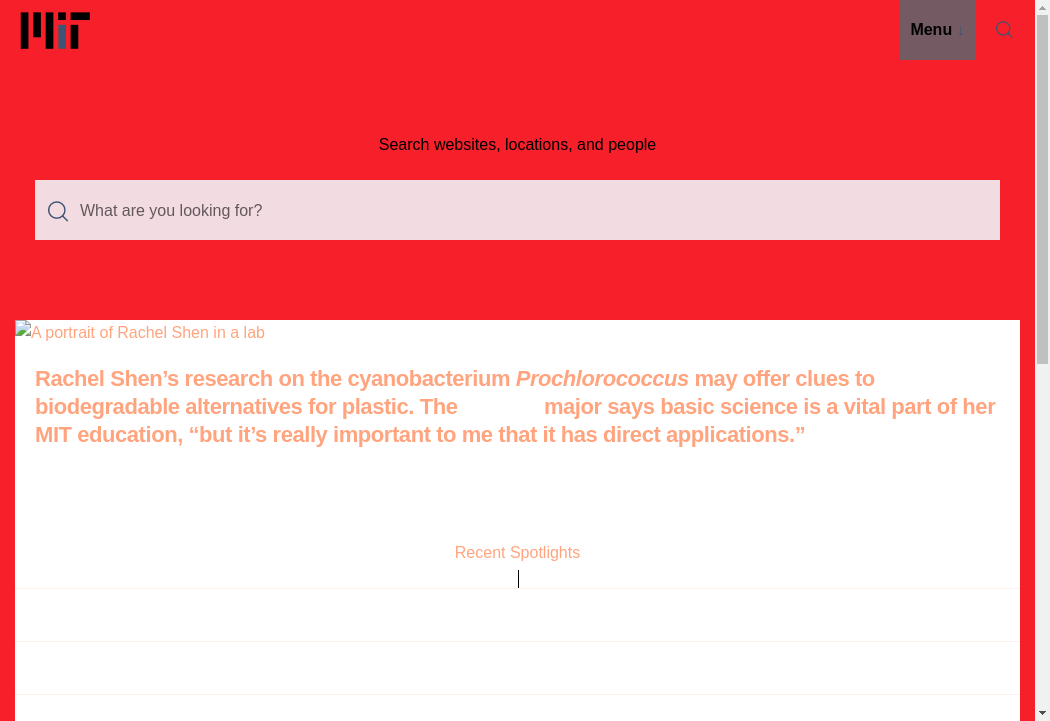 MiT
Menu ↓
Search websites, locations, and people
What are you looking for?
A portrait of Rachel Shen in a lab
Rachel Shen’s research on the cyanobacterium Prochlorococcus may offer clues to
biodegradable alternatives for plastic. The major says basic science is a vital part of her
MIT education, “but it’s really important to me that it has direct applications.”
Recent Spotlights